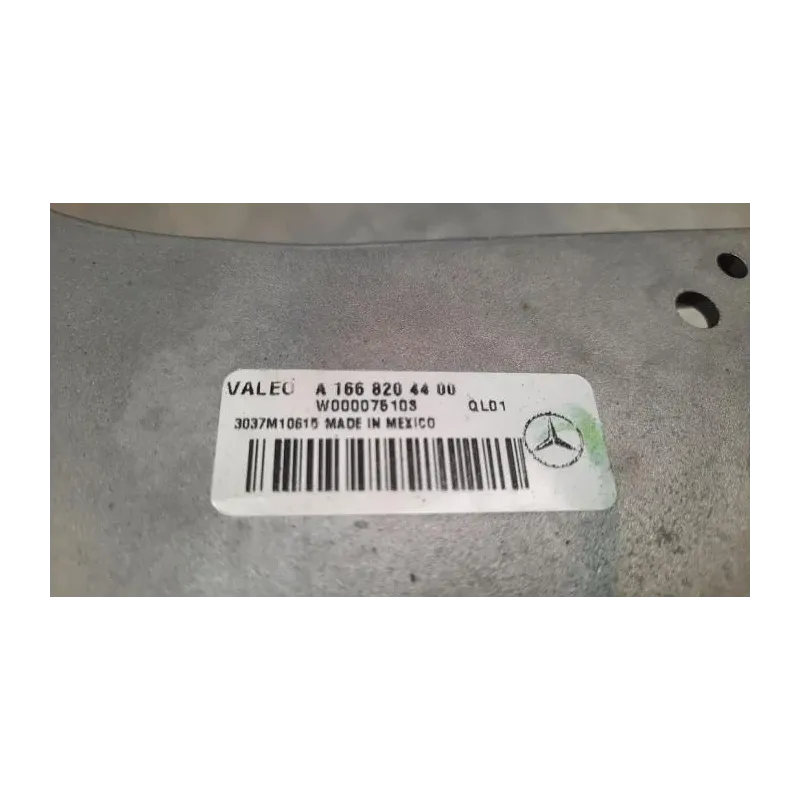 VALEO A 166 820 44 00
W000075103 QL01
3037M10615 MADE IN MEXICO